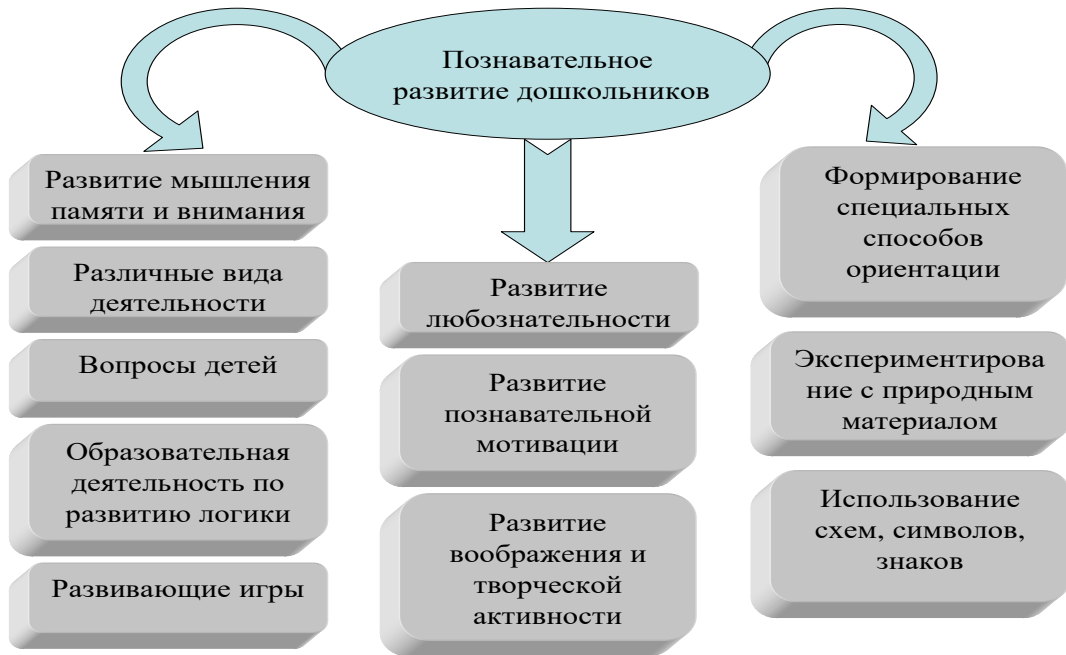 Познавательное
развитие дошкольников
Развитие мышления
памяти и внимания
Различные вида
деятельности
Вопросы детей
Образовательная
деятельность по
развитию логики
Развивающие игры
Развитие
любознательности
Развитие
познавательной
мотивации
Развитие
воображения и
творческой
активности
Формирование
специальных
способов
ориентации
Экспериментирова
ние с природным
материалом
Использование
схем, символов,
знаков